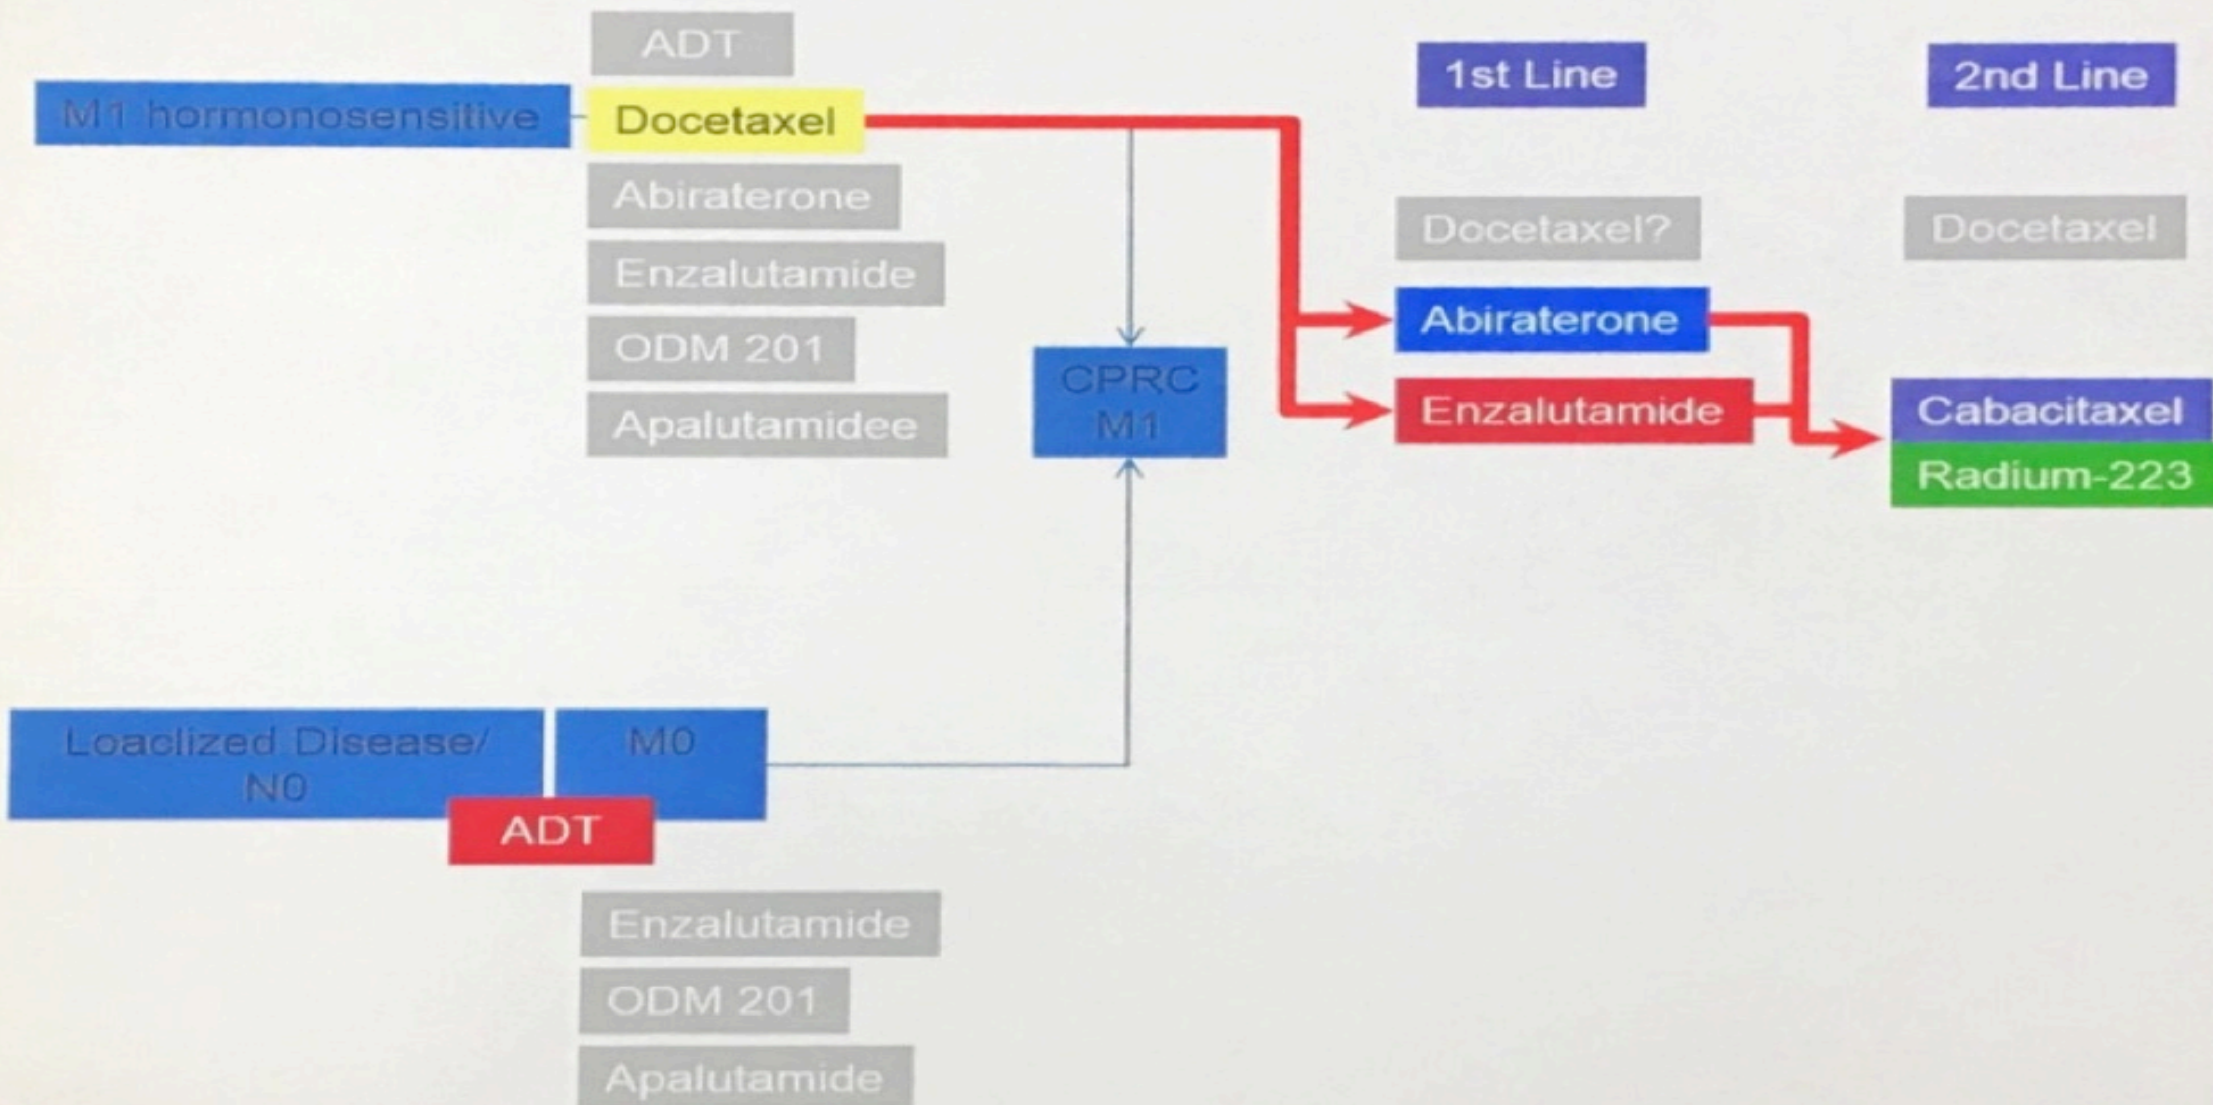 ADT
M1 hormonosensitive
Docetaxel
Abiraterone
Enzalutamide
ODM 201
Apalutamidee
CPRC
M1
1st Line
2nd Line
Docetaxel?
Docetaxel
Abiraterone
Enzalutamide
Cabacitaxel
Radium-223
Loaclized Disease/
N0
M0
ADT
Enzalutamide
ODM 201
Apalutamide